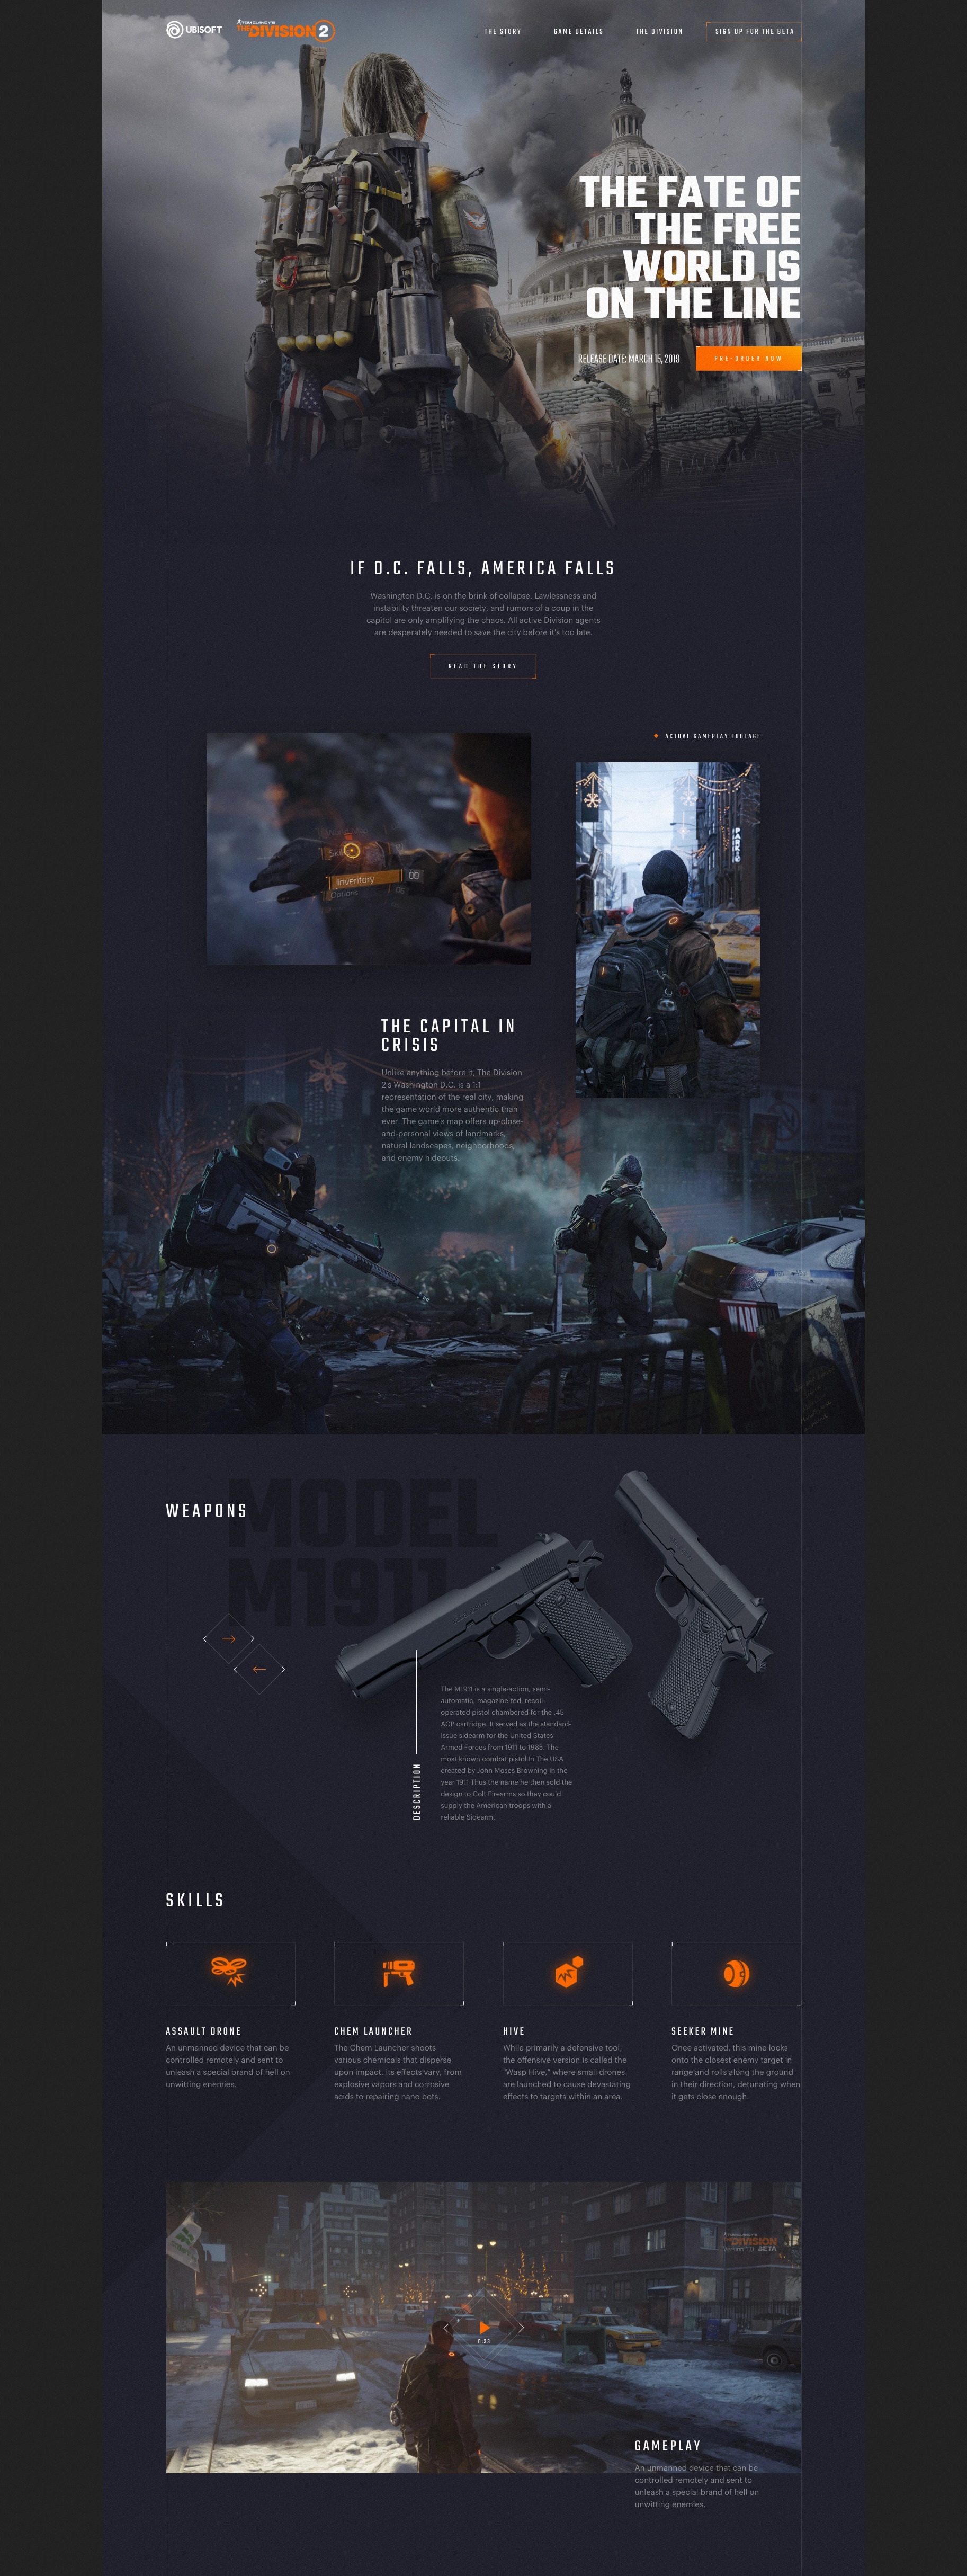 UBISOFT
TOM CLANCY'S
THE DIVISION 2
THE STORY
GAME DETAILS
THE DIVISION
SIGN UP FOR THE BETA
THE FATE OF
THE FREE
WORLD IS
ON THE LINE
RELEASE DATE: MARCH 15, 2019
PRE-ORDER NOW
IF D.C. FALLS, AMERICA FALLS
Washington D.C. is on the brink of collapse. Lawlessness and
instability threaten our society, and rumors of a coup in the
capitol are only amplifying the chaos. All active Division agents
are desperately needed to save the city before it's too late.
READ THE STORY
ACTUAL GAMEPLAY FOOTAGE
Inventory
Options
PARK
THE CAPITAL IN
CRISIS
Unlike anything before it, The Division
2's Washington D.C. is a 1:1
representation of the real city, making
the game world more authentic than
ever. The game's map offers up-close-
and-personal views of landmarks,
natural landscapes, neighborhoods,
and enemy hideouts.
MODEL
M1911
WEAPONS
The M1911 is a single-action, semi-
automatic, magazine-fed, recoil-
operated pistol chambered for the .45
ACP cartridge. It served as the standard-
issue sidearm for the United States
Armed Forces from 1911 to 1985. The
most known combat pistol In The USA
created by John Moses Browning in the
year 1911 Thus the name he then sold the
design to Colt Firearms so they could
supply the American troops with a
reliable Sidearm.
DESCRIPTION
SKILLS
ASSAULT DRONE
An unmanned device that can be
controlled remotely and sent to
unleash a special brand of hell on
unwitting enemies.
CHEM LAUNCHER
The Chem Launcher shoots
various chemicals that disperse
upon impact. Its effects vary, from
explosive vapors and corrosive
acids to repairing nano bots.
HIVE
While primarily a defensive tool,
the offensive version is called the
"Wasp Hive," where small drones
are launched to cause devastating
effects to targets within an area.
SEEKER MINE
Once activated, this mine locks
onto the closest enemy target in
range and rolls along the ground
in their direction, detonating when
it gets close enough.
TOM CLANCY'S
THE DIVISION
BETA
0:33
GAMEPLAY
An unmanned device that can be
controlled remotely and sent to
unleash a special brand of hell on
unwitting enemies.